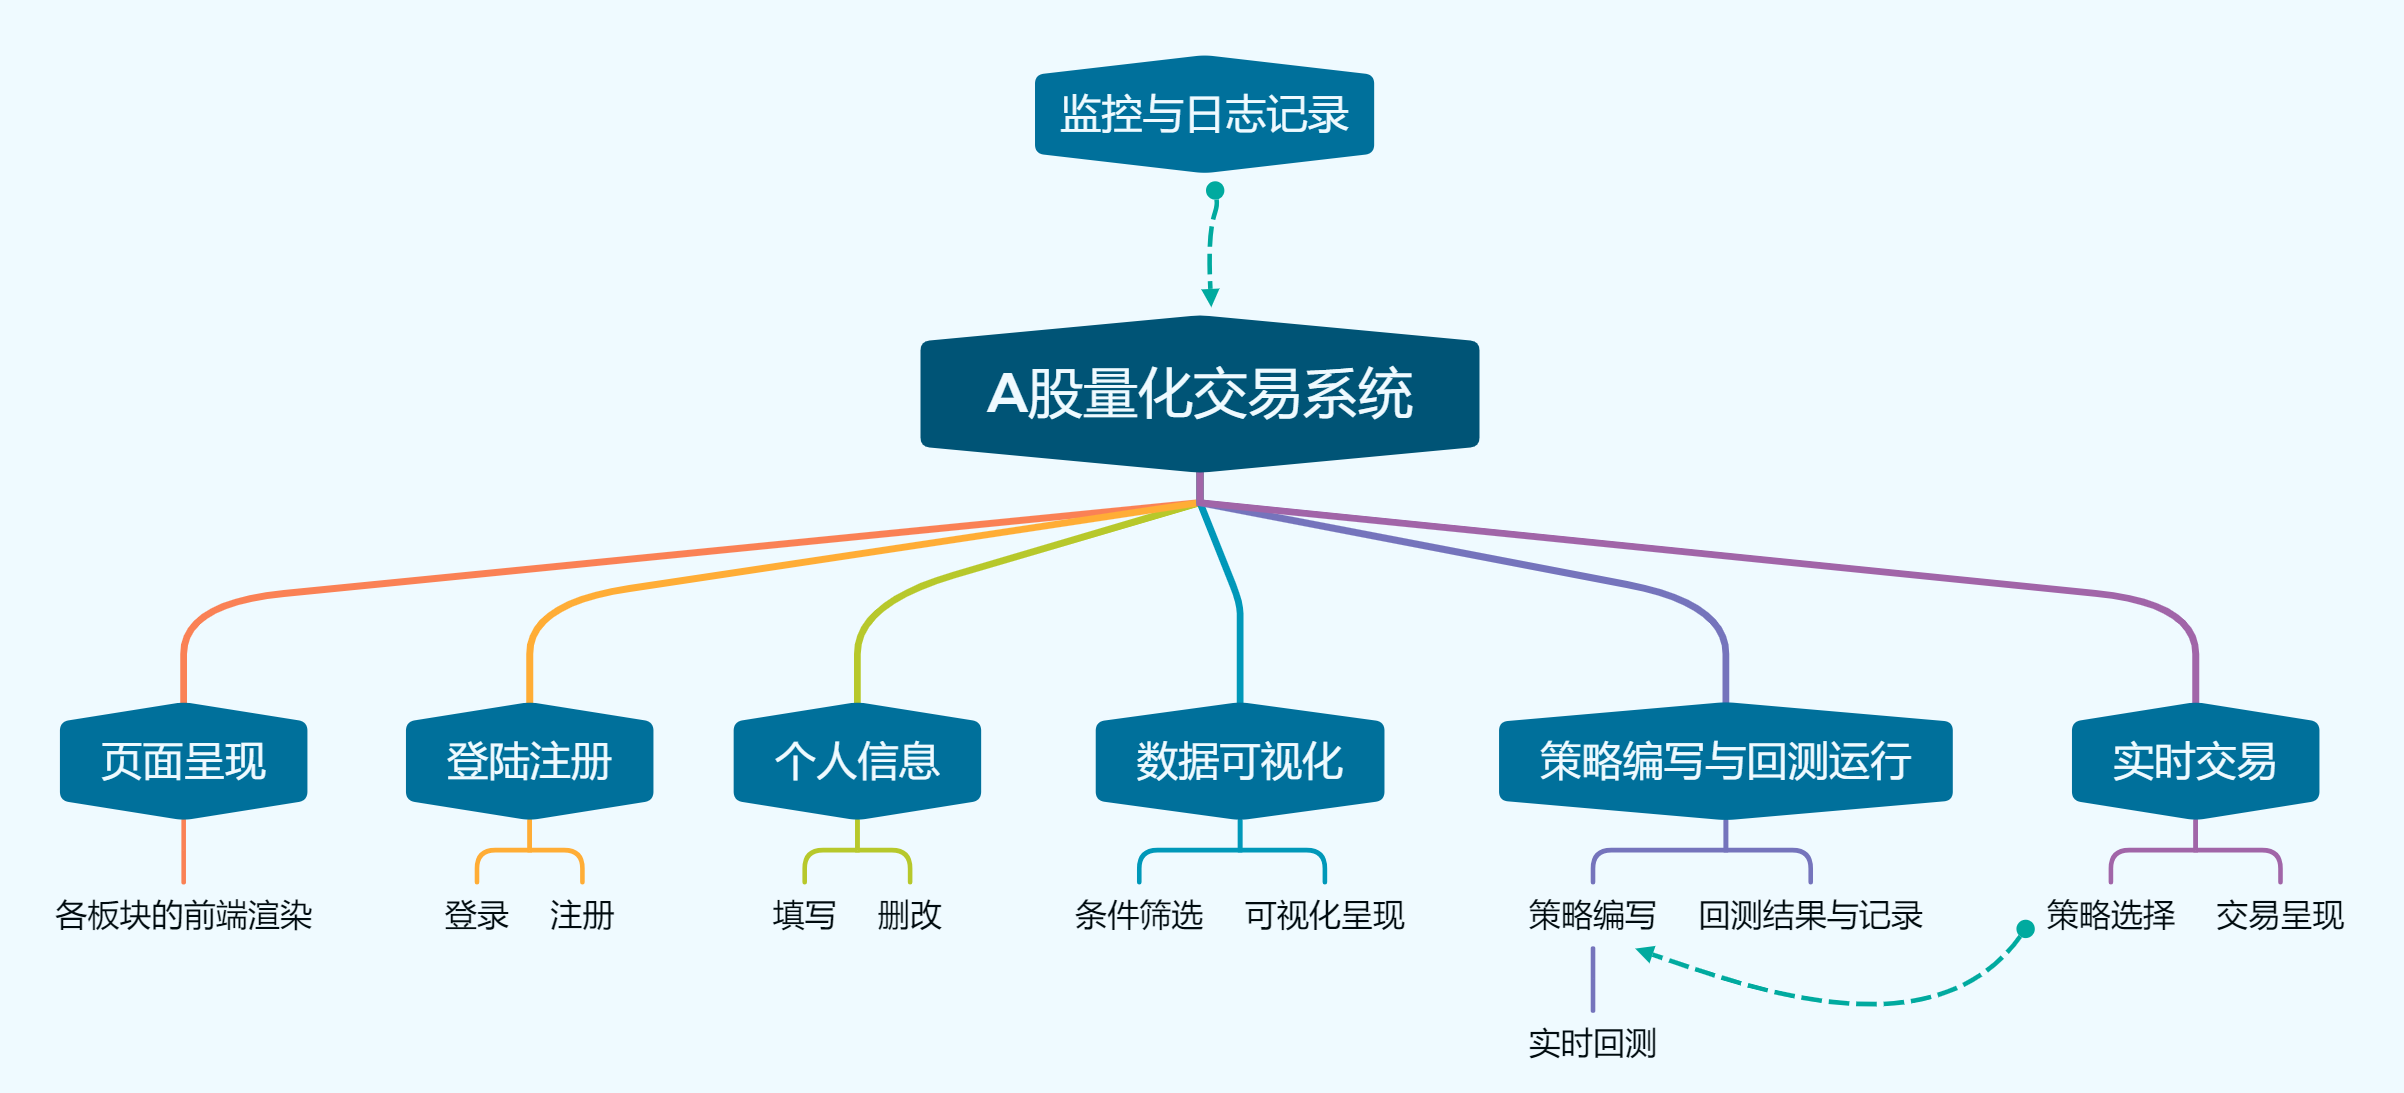 监控与日志记录
A股量化交易系统
页面呈现
登陆注册
个人信息
数据可视化
策略编写与回测运行
实时交易
各板块的前端渲染
登录
注册
填写
删改
条件筛选
可视化呈现
策略编写
回测结果与记录
策略选择
交易呈现
实时回测